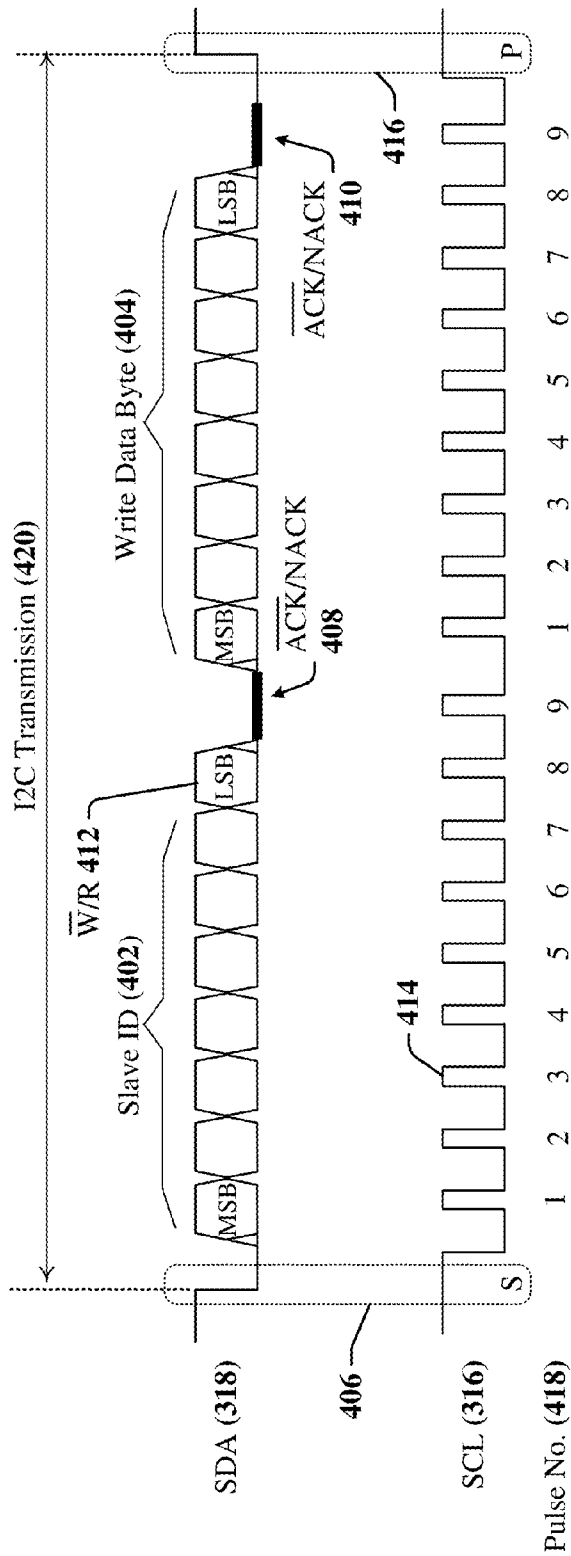 I2C Transmission (420)
W̅/R 412
Slave ID (402)
Write Data Byte (404)
SDA (318)
MSB
LSB
MSB
LSB
A̅C̅K̅/NACK
408
A̅C̅K̅/NACK
410
406
414
416
SCL (316)
S
P
Pulse No. (418)
1 2 3 4 5 6 7 8 9 1 2 3 4 5 6 7 8 9